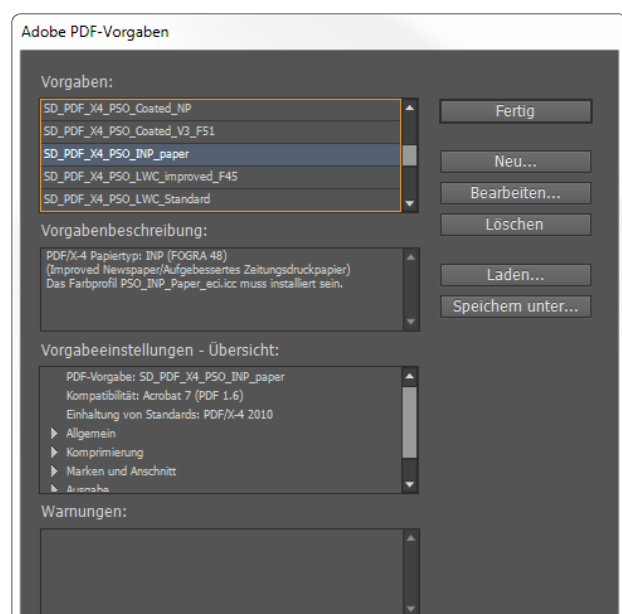 Adobe PDF-Vorgaben
Vorgaben:
SD_PDF_X4_PSO_Coated_NP
SD_PDF_X4_PSO_Coated_V3_F51
SD_PDF_X4_PSO_INP_paper
SD_PDF_X4_PSO_LWC_improved_F45
SD_PDF_X4_PSO_LWC_Standard
Fertig
Neu...
Bearbeiten...
Löschen
Laden...
Speichern unter...
Vorgabenbeschreibung:
PDF/X-4 Papiertyp: INP (FOGRA 48)
(Improved Newspaper/Aufgebessertes Zeitungsdruckpapier)
Das Farbprofil PSO_INP_Paper_eci.icc muss installiert sein.
Vorgabeeinstellungen - Übersicht:
PDF-Vorgabe: SD_PDF_X4_PSO_INP_paper
Kompatibilität: Acrobat 7 (PDF 1.6)
Einhaltung von Standards: PDF/X-4 2010
Allgemein
Komprimierung
Marken und Anschnitt
Ausgabe
Warnungen: